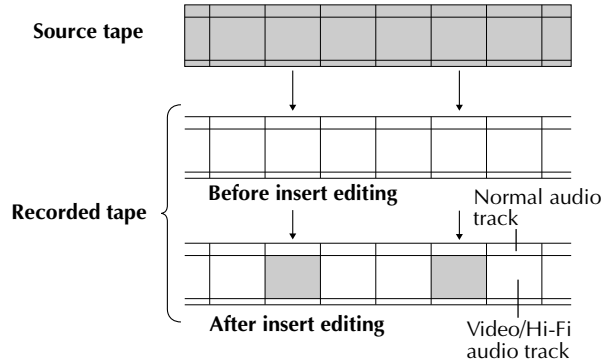 Source tape
Before insert editing
Normal audio
track
Recorded tape
After insert editing
Video/Hi-Fi
audio track